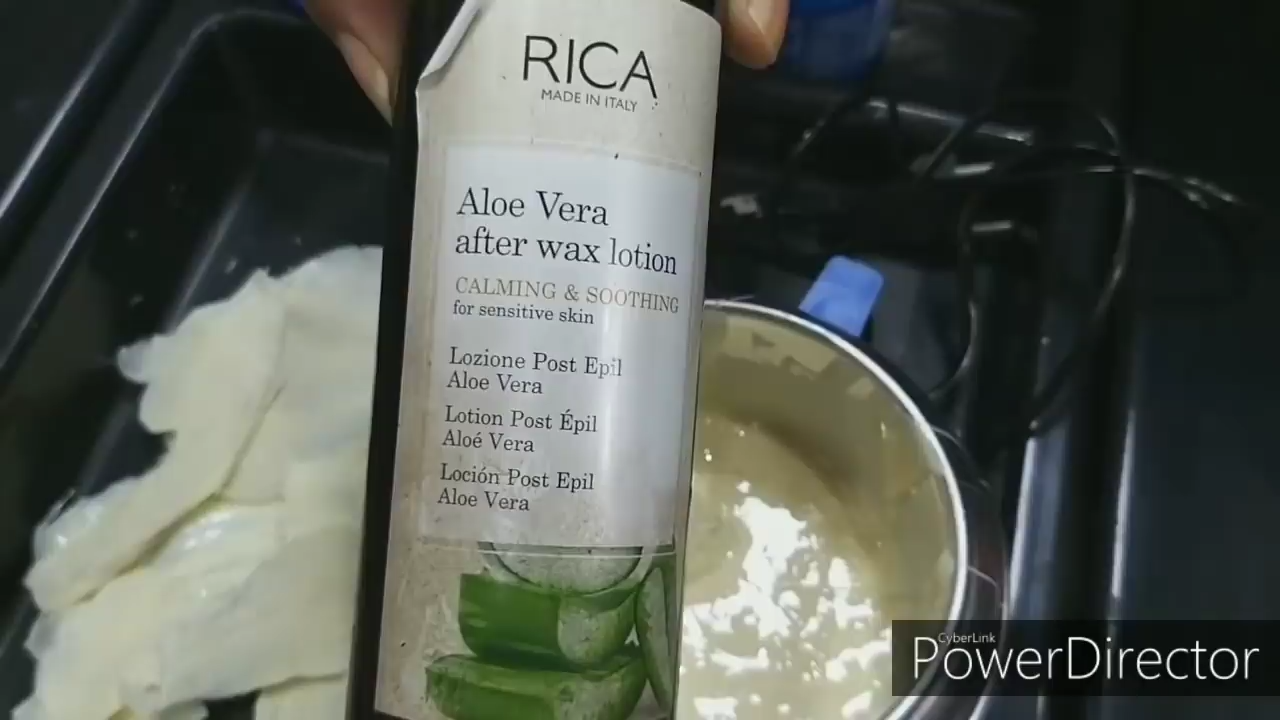 RICA
MADE IN ITALY
Aloe Vera
after wax lotion
CALMING & SOOTHING
for sensitive skin
Lozione Post Epil
Aloe Vera
Lotion Post Épil
Aloé Vera
Loción Post Epil
Aloe Vera
CyberLink
PowerDirector